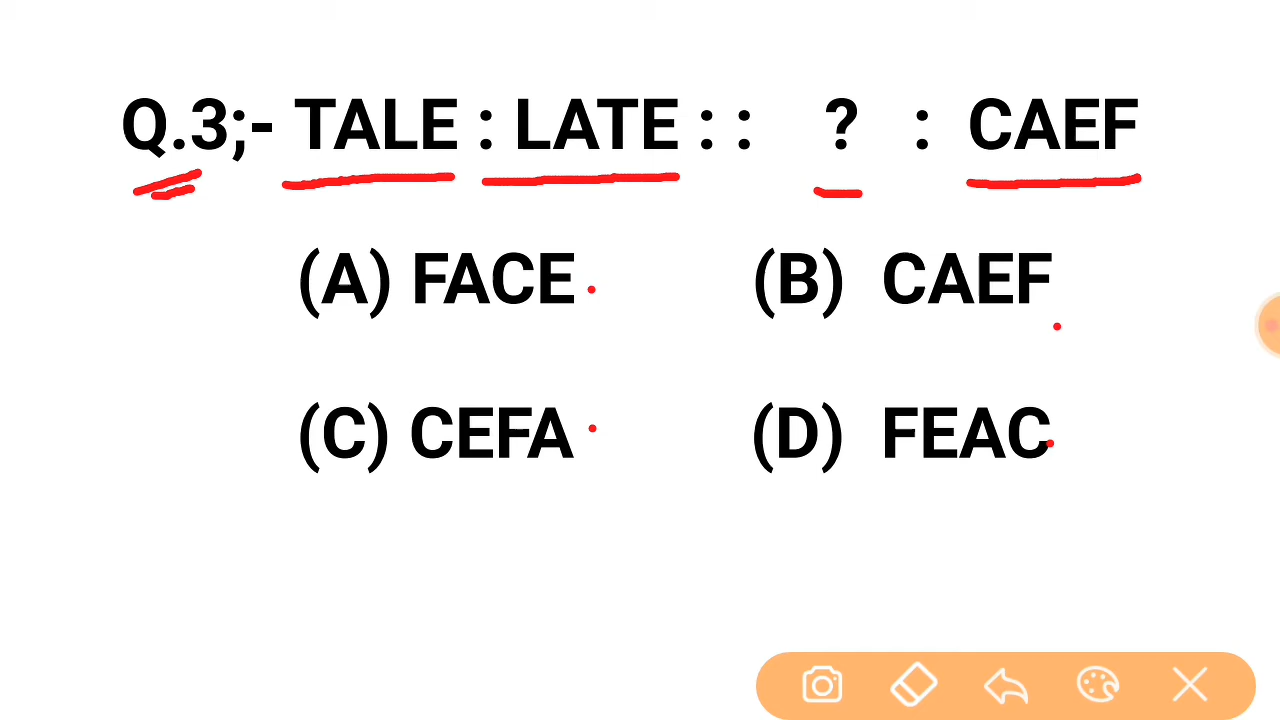 Q.3;- TALE : LATE : : ? : CAEF
(A) FACE (B) CAEF
(C) CEFA (D) FEAC